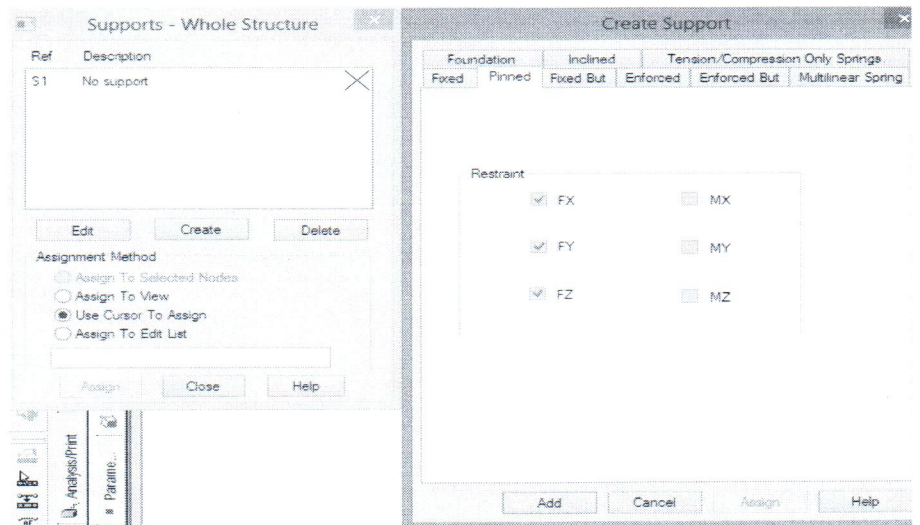 Supports - Whole Structure
Ref Description
S1 No support
Edit Create Delete
Assignment Method
Assign To Selected Nodes
Assign To View
Use Cursor To Assign
Assign To Edit List
Assign Close Help
Analysis/Print
Parame...
Create Support
Foundation Inclined Tension/Compression Only Springs
Fixed Pinned Fixed But Enforced Enforced But Multilinear Spring
Restraint
FX MX
FY MY
FZ MZ
Add Cancel Assign Help